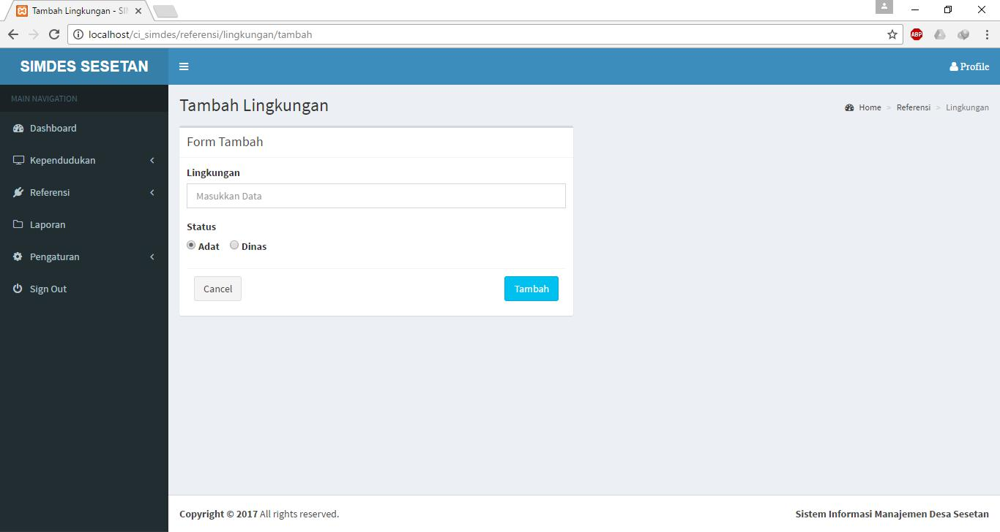 Tambah Lingkungan - SI
localhost/ci_simdes/referensi/lingkungan/tambah
ABP
SIMDES SESETAN
Profile
MAIN NAVIGATION
Dashboard
Kependudukan
Referensi
Laporan
Pengaturan
Sign Out
Tambah Lingkungan
Home > Referensi > Lingkungan
Form Tambah
Lingkungan
Masukkan Data
Status
Adat Dinas
Cancel Tambah
Copyright © 2017 All rights reserved.
Sistem Informasi Manajemen Desa Sesetan